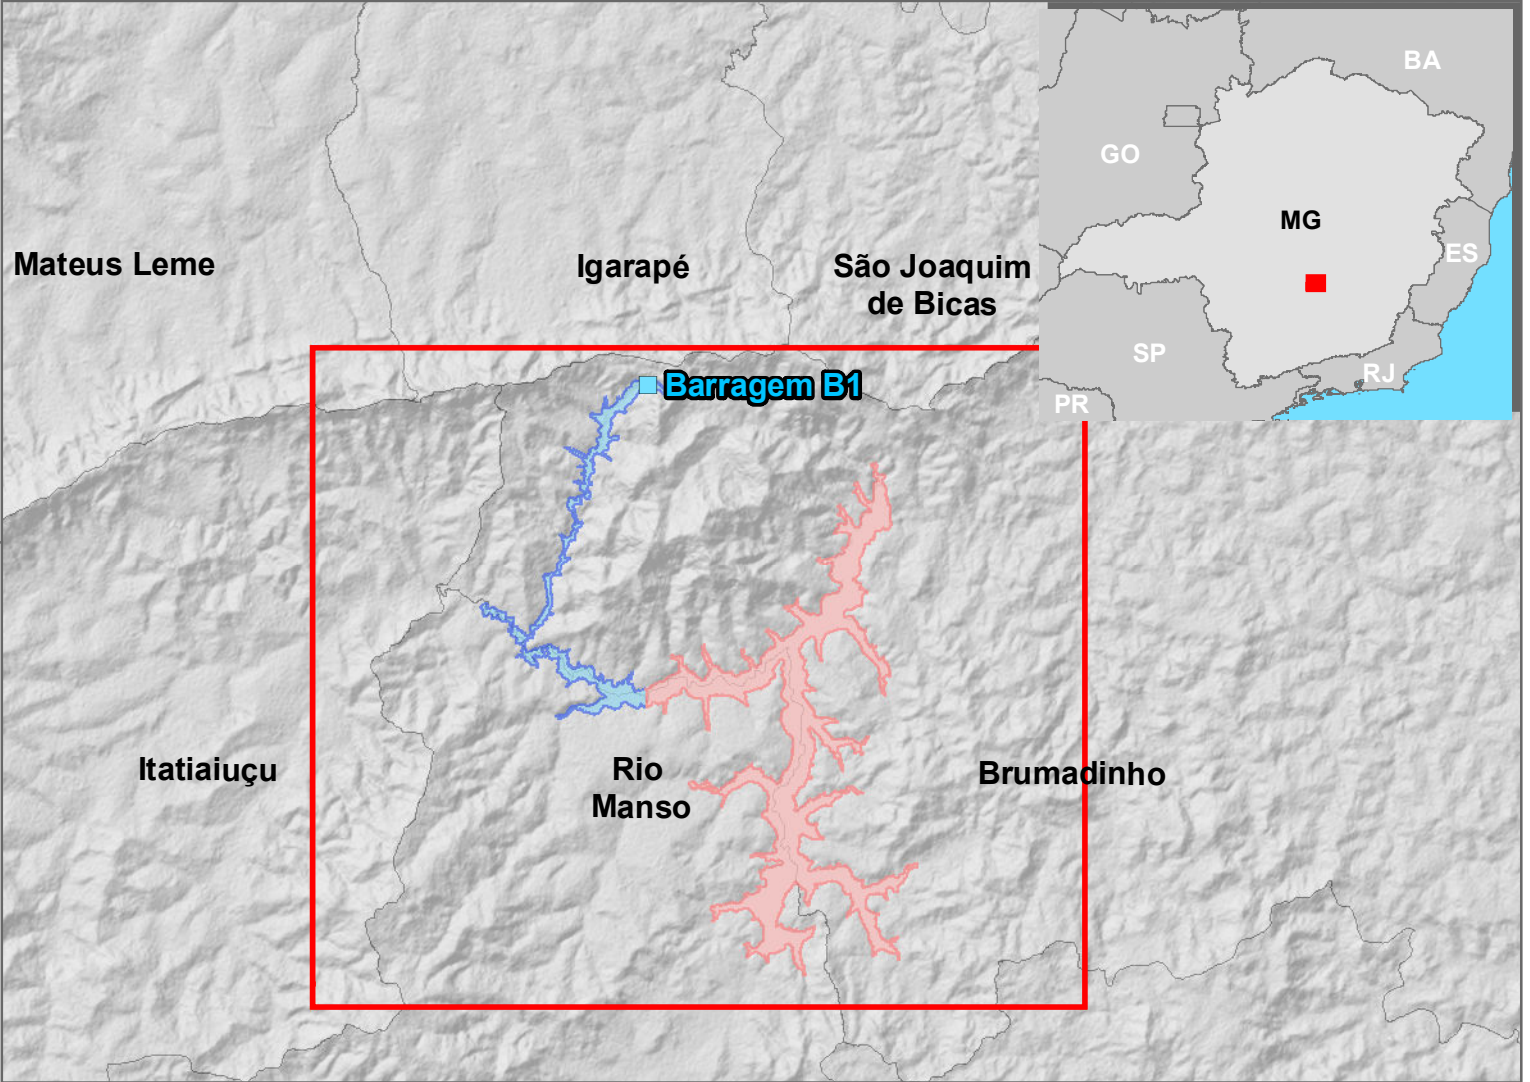 BA
GO
MG
ES
SP
RJ
PR
Mateus Leme
Igarapé
São Joaquim
de Bicas
Barragem B1
Itatiaiuçu
Rio
Manso
Brumadinho